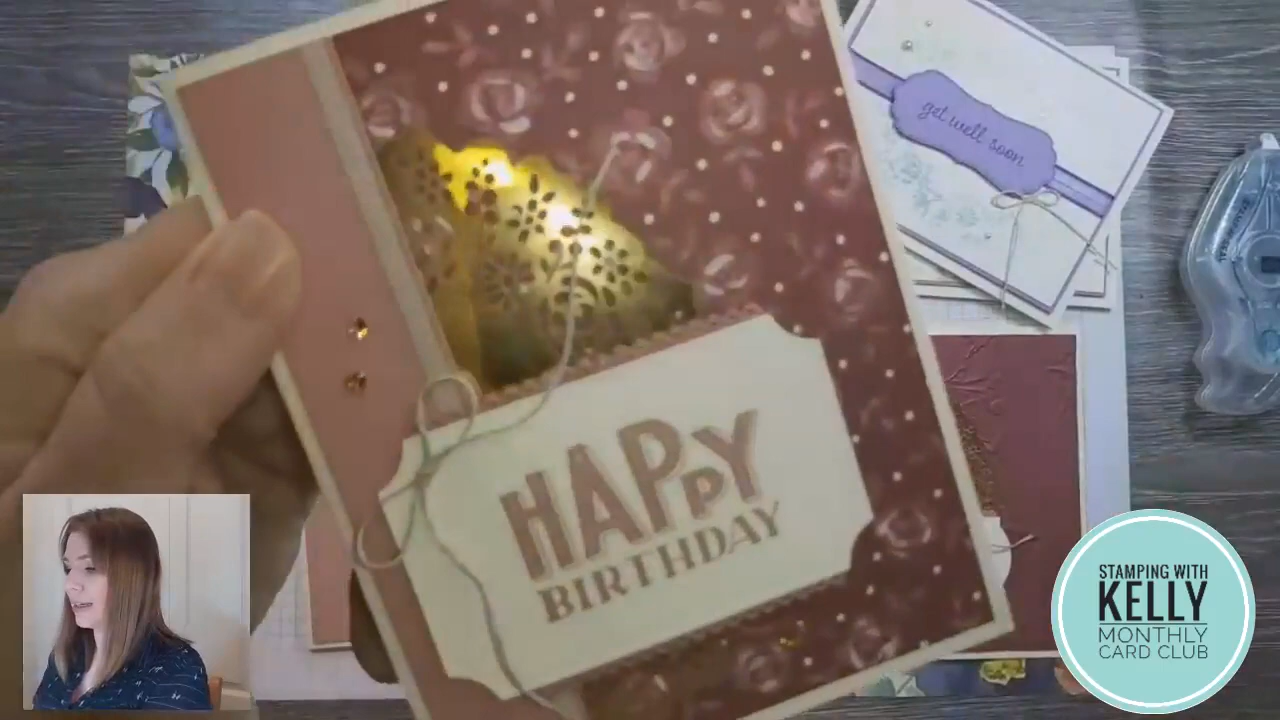 get well soon
HAPPY
BIRTHDAY
STAMPING WITH
KELLY
MONTHLY
CARD CLUB